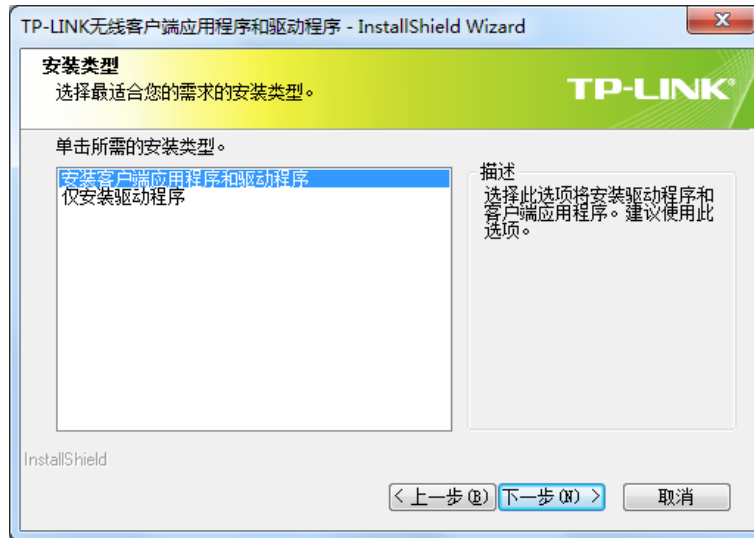 TP-LINK无线客户端应用程序和驱动程序 - InstallShield Wizard
安装类型
选择最适合您的需求的安装类型。
TP-LINK®
单击所需的安装类型。
安装客户端应用程序和驱动程序
仅安装驱动程序
描述
选择此选项将安装驱动程序和
客户端应用程序。建议使用此
选项。
InstallShield
< 上一步(B)
下一步(N) >
取消